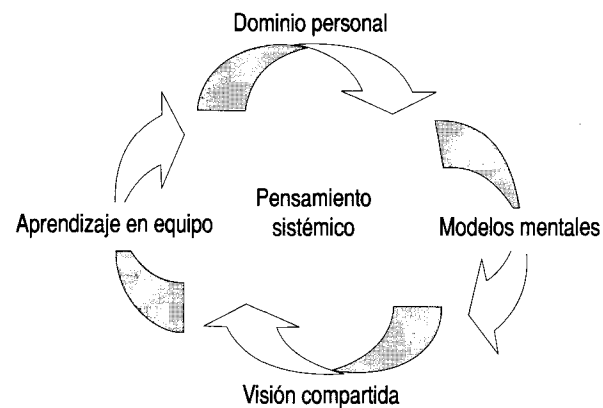 Dominio personal
Pensamiento
sistémico
Aprendizaje en equipo
Modelos mentales
Visión compartida